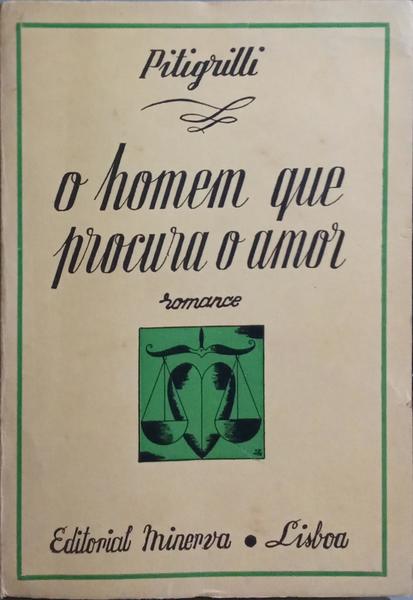 Pitigrilli
o homem que
procura o amor
romance
Editorial Minerva • Lisboa